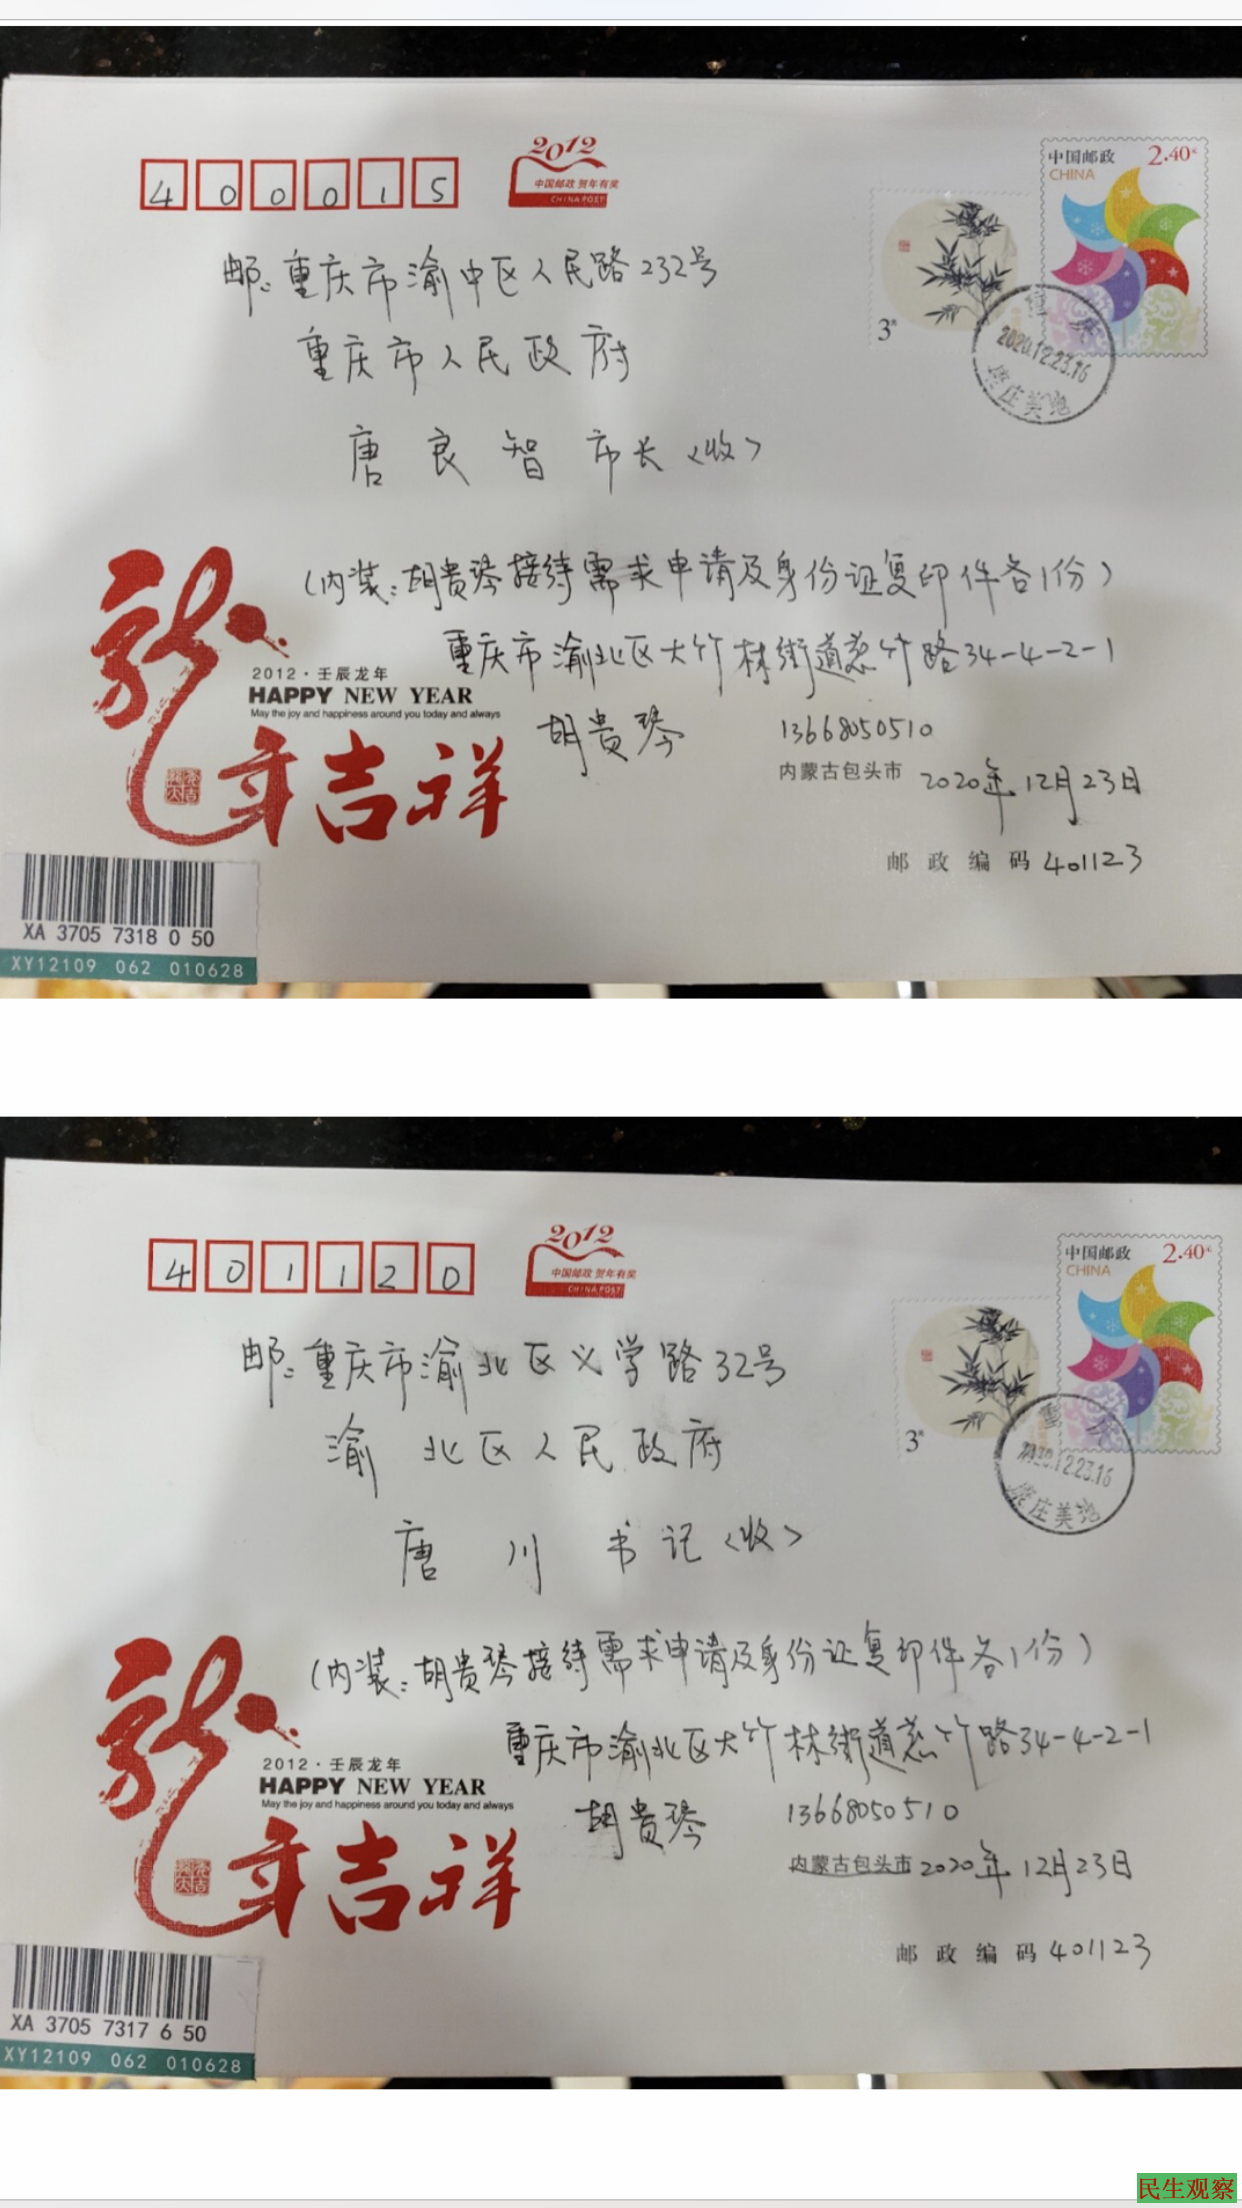 400015
2012
中国邮政 贺年有奖
CHINA POST
中国邮政 2.40元
CHINA
3元
邮:重庆市渝中区人民路232号
重庆市人民政府
唐良智市长<收>
2020.12.23.16
(内装:胡贵琴接待需求申请及身份证复印件各1份)
重庆市渝北区大竹林街道慈竹路34-4-2-1
2012·壬辰龙年
HAPPY NEW YEAR
May the joy and happiness around you today and always
龙年吉祥
胡贵琴 13668050510
内蒙古包头市 2020年12月23日
邮政编码 401123
XA 3705 7318 0 50
XY12109 062 010628
401120
2012
中国邮政 贺年有奖
CHINA POST
中国邮政 2.40元
CHINA
3元
邮:重庆市渝北区义学路32号
渝北区人民政府
唐川书记<收>
2020.12.23.16
(内装:胡贵琴接待需求申请及身份证复印件各1份)
重庆市渝北区大竹林街道慈竹路34-4-2-1
2012·壬辰龙年
HAPPY NEW YEAR
May the joy and happiness around you today and always
龙年吉祥
胡贵琴 13668050510
内蒙古包头市 2020年12月23日
邮政编码 401123
XA 3705 7317 6 50
XY12109 062 010628
民生观察